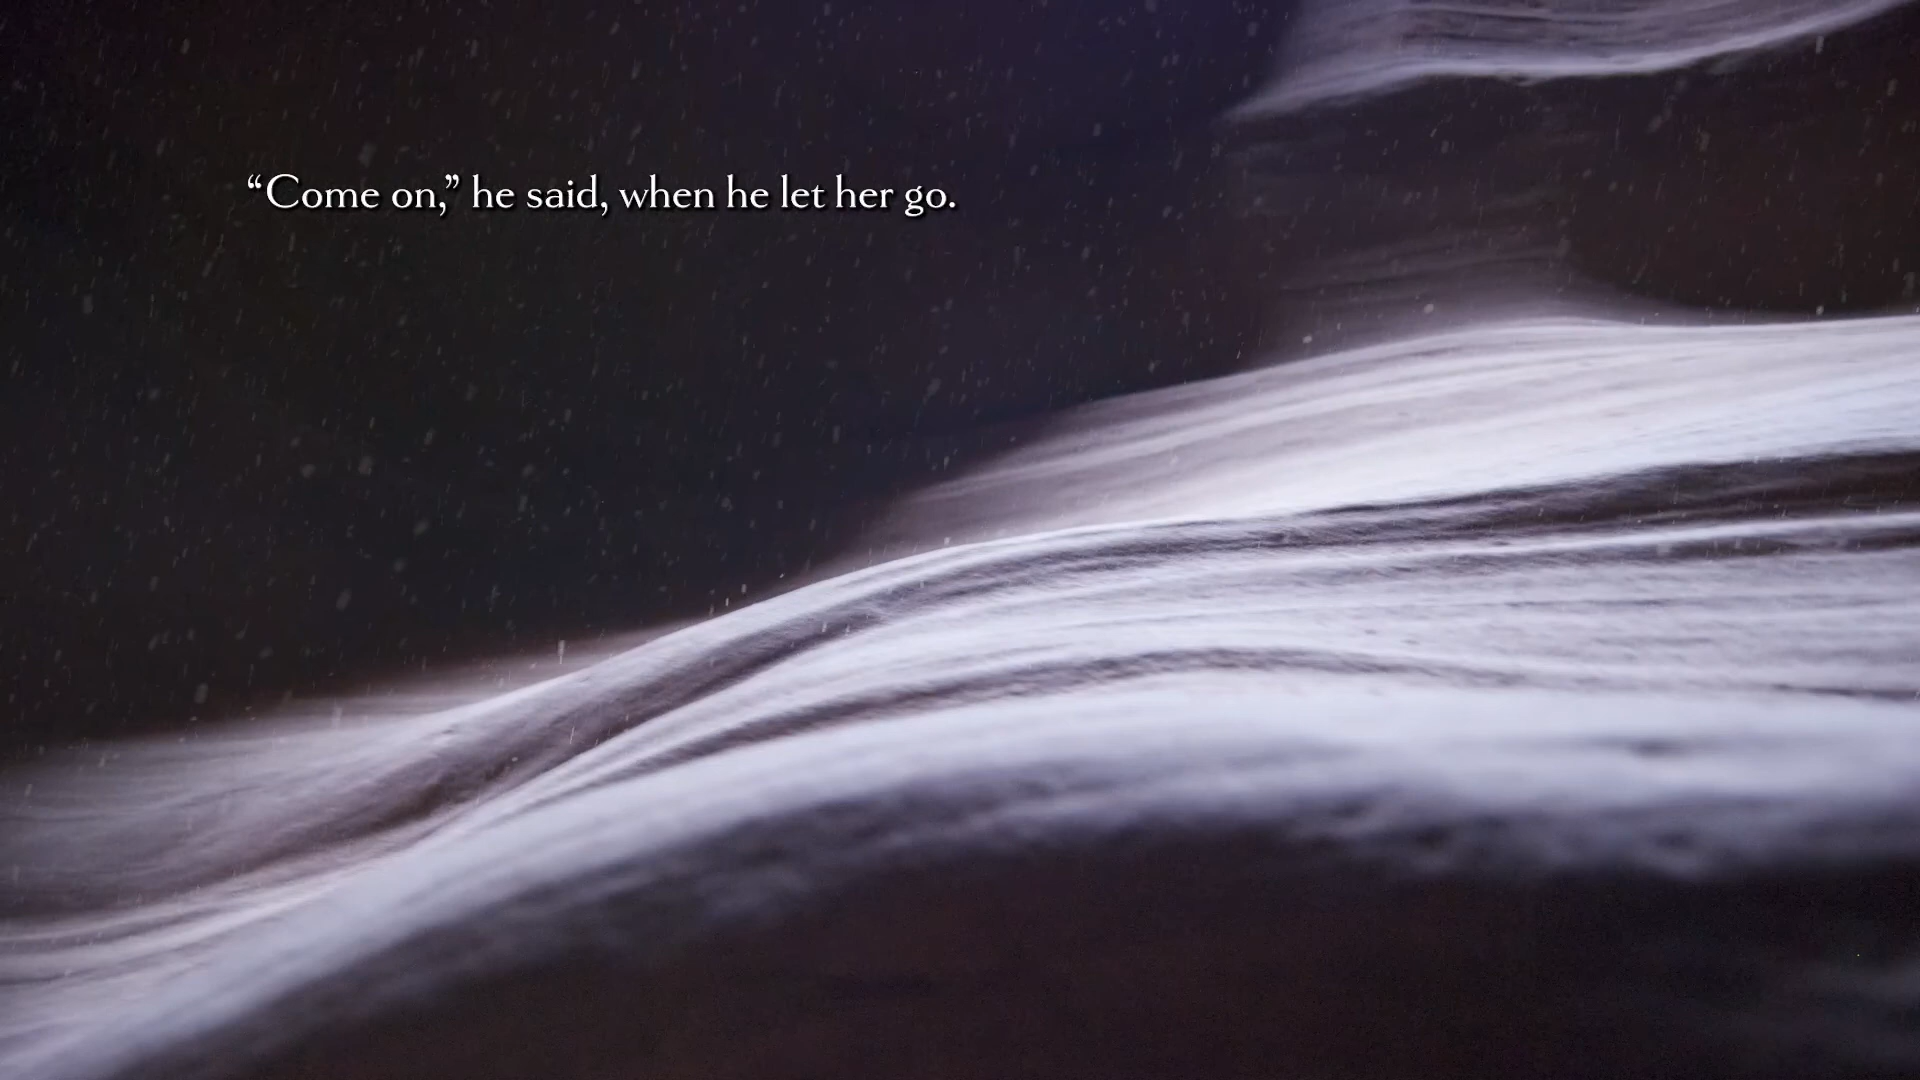 “Come on,” he said, when he let her go.